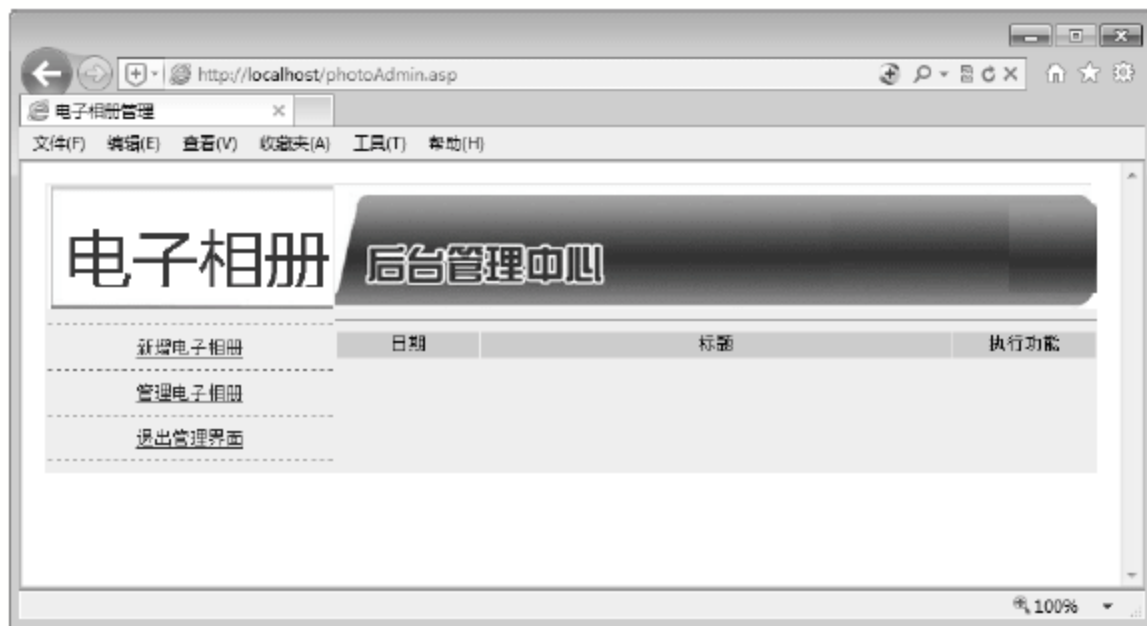 http://localhost/photoAdmin.asp
电子相册管理
文件(F) 编辑(E) 查看(V) 收藏夹(A) 工具(T) 帮助(H)
电子相册
后台管理中心
新增电子相册
管理电子相册
退出管理界面
日期 标题 执行功能
100%